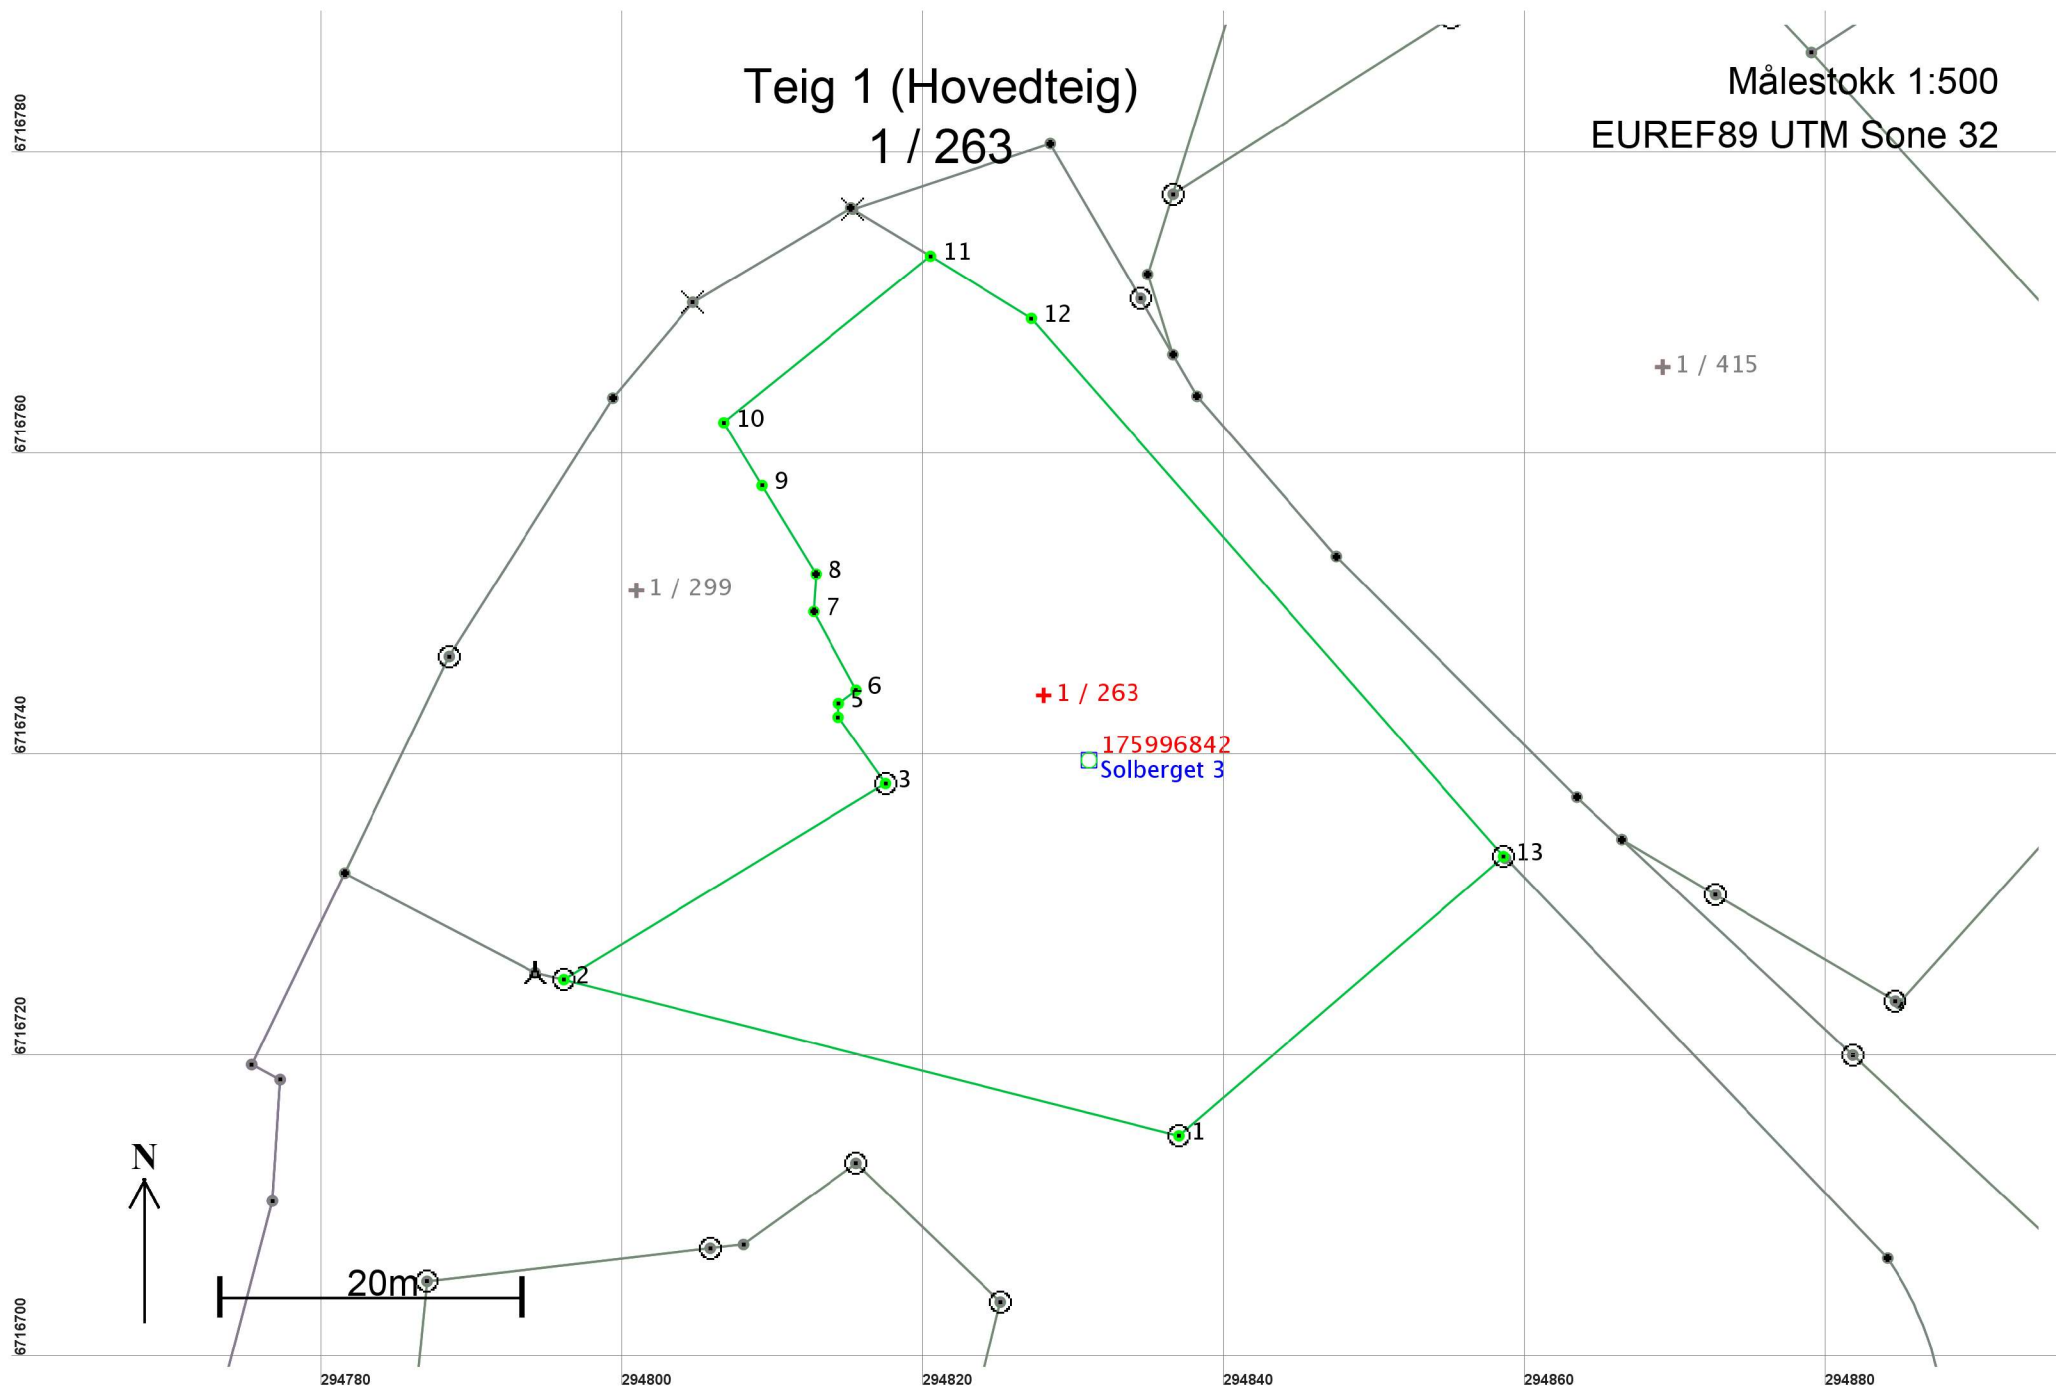 Teig 1 (Hovedteig)
1 / 263
Målestokk 1:500
EUREF89 UTM Sone 32
6716780
11
12
1 / 415
6716760
10
9
8
1 / 299
7
6
5
1 / 263
6716740
175996842
Solberget 3
3
13
2
6716720
1
N
20m
6716700
294780
294800
294820
294840
294860
294880